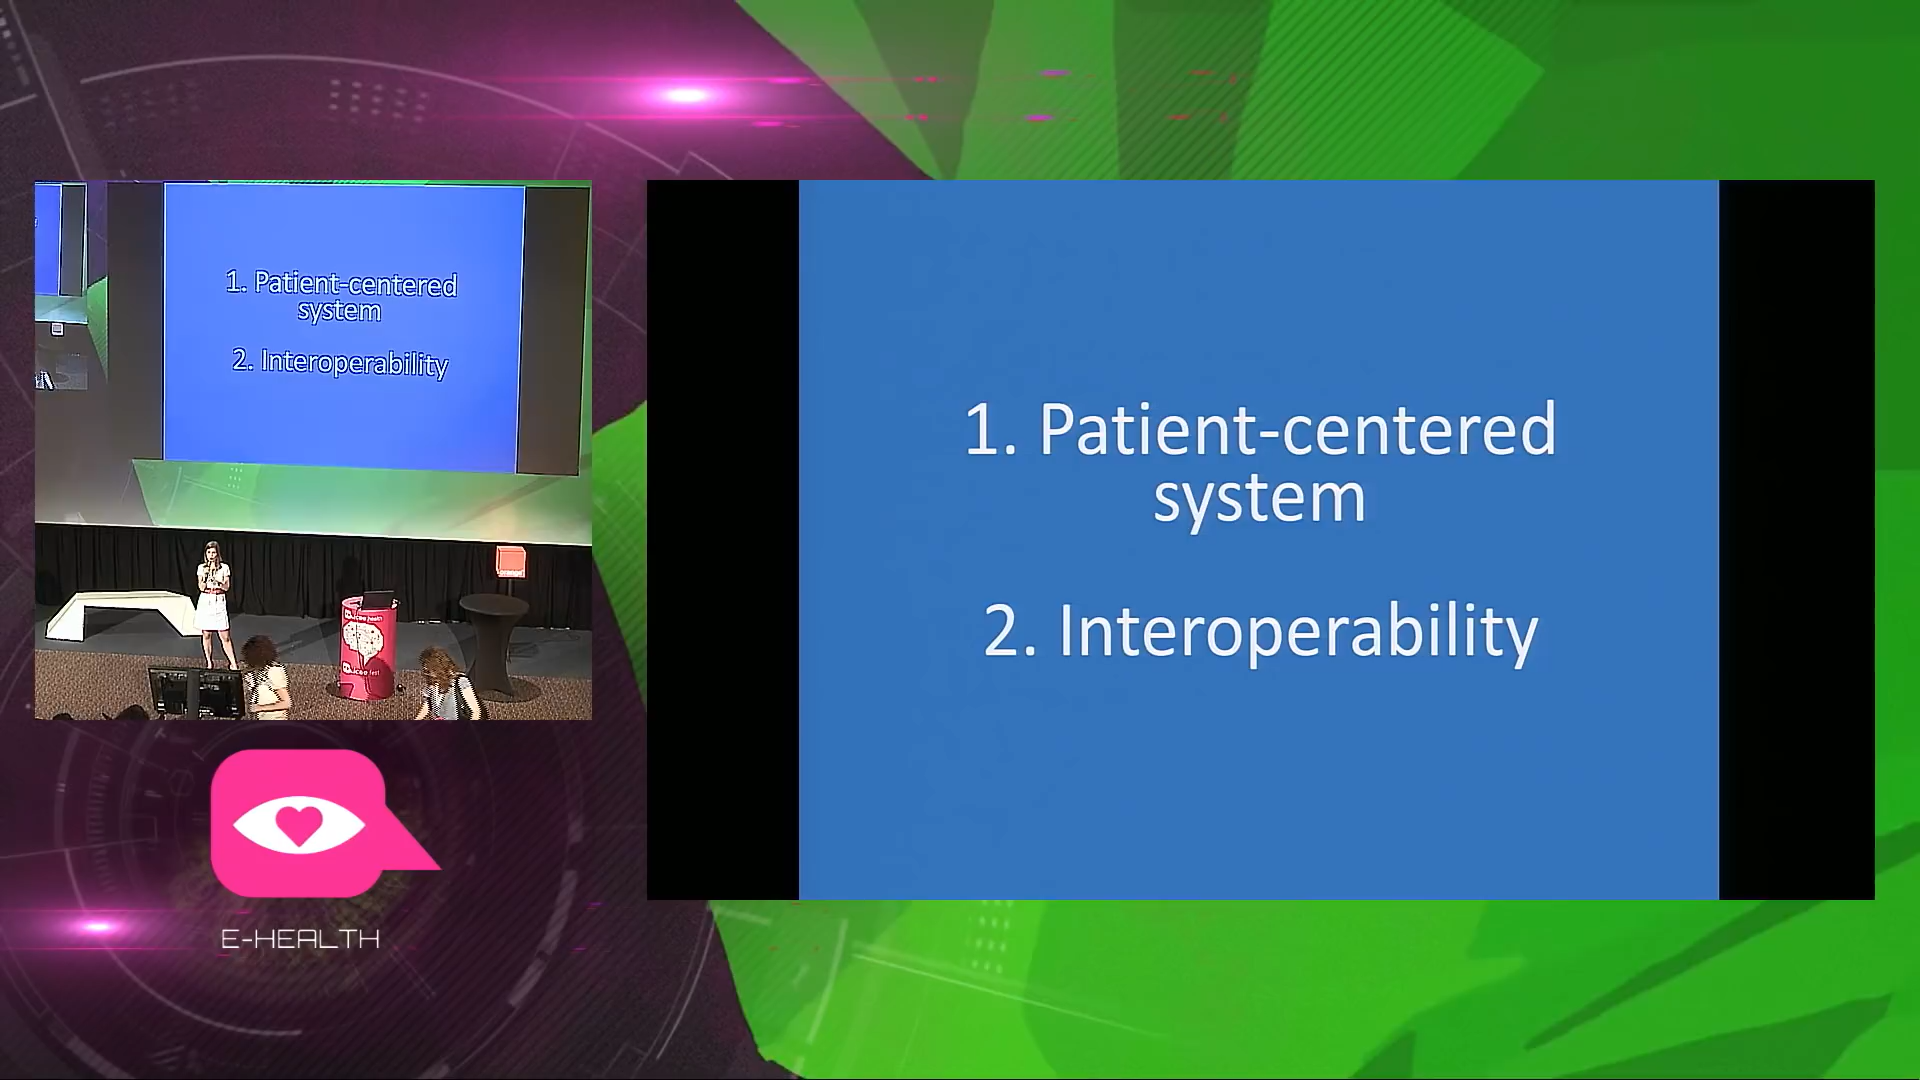 1. Patient-centered
system
2. Interoperability
1. Patient-centered
system
2. Interoperability
E-HEALTH